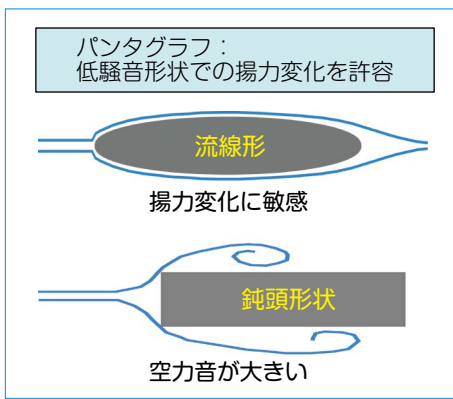 パンタグラフ：
低騒音形状での揚力変化を許容
流線形
揚力変化に敏感
鈍頭形状
空力音が大きい